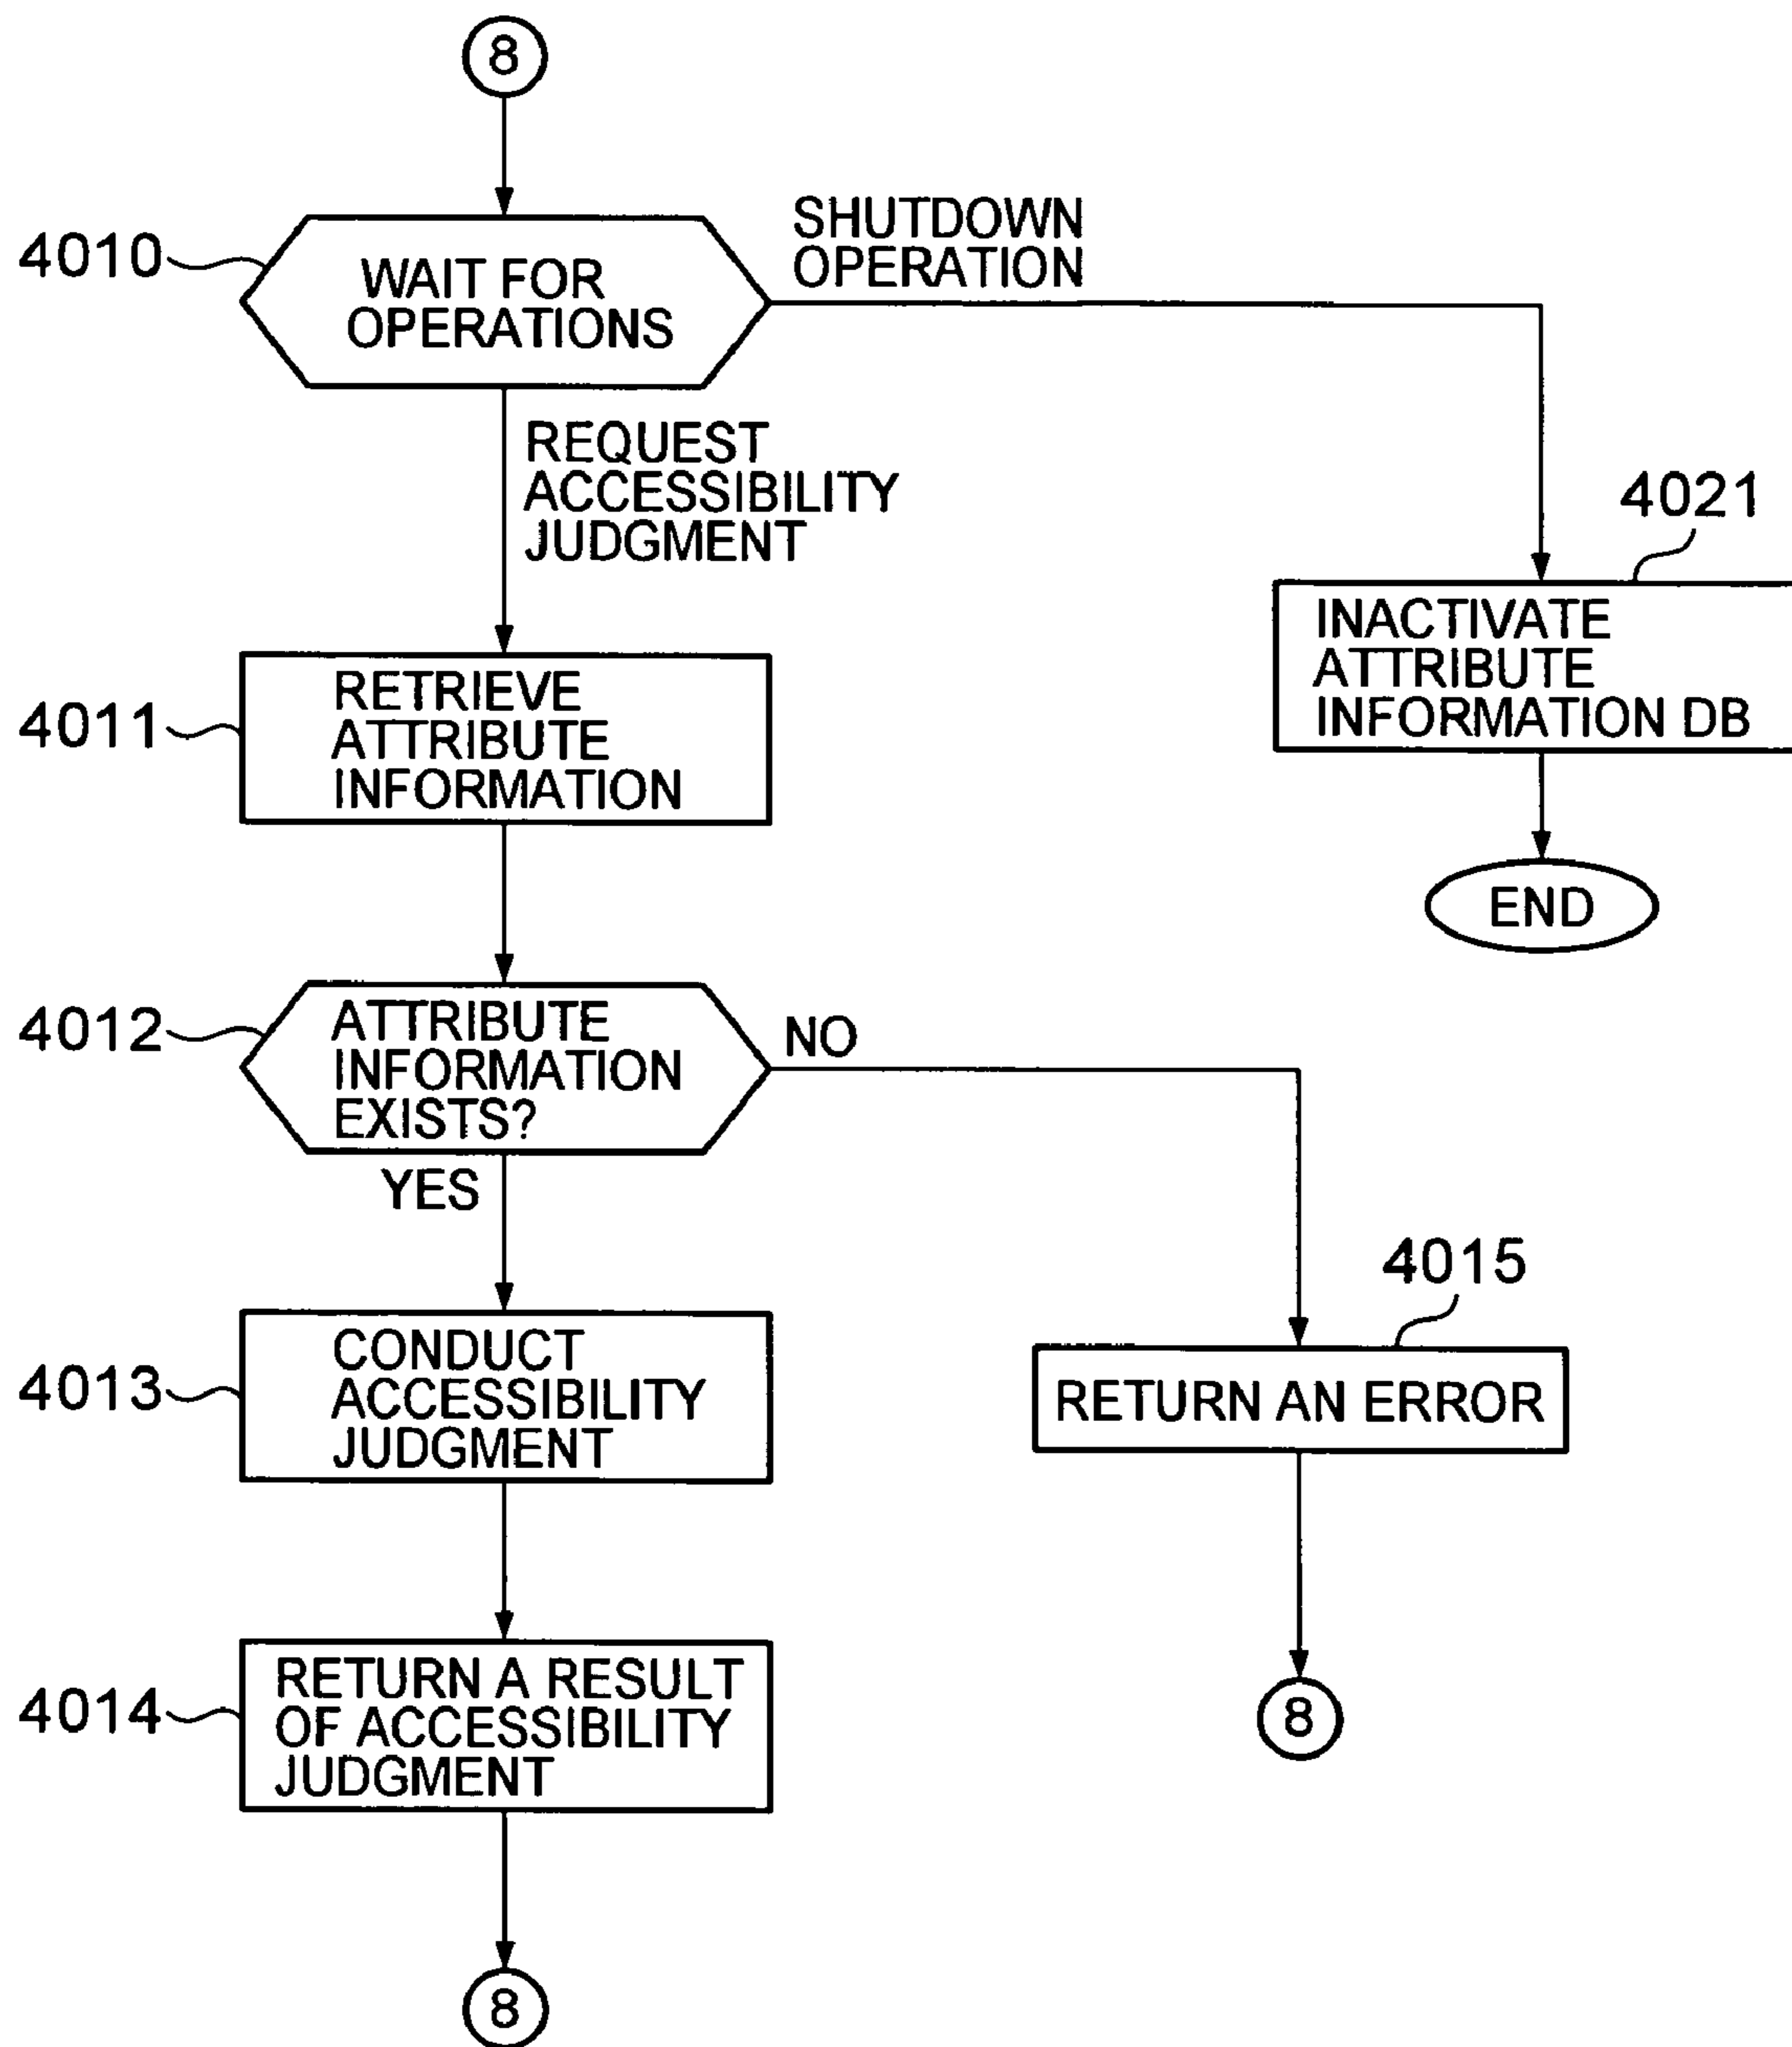 8
4010
WAIT FOR
OPERATIONS
SHUTDOWN
OPERATION
REQUEST
ACCESSIBILITY
JUDGMENT
4021
INACTIVATE
ATTRIBUTE
INFORMATION DB
END
4011
RETRIEVE
ATTRIBUTE
INFORMATION
4012
ATTRIBUTE
INFORMATION
EXISTS?
NO
YES
4015
RETURN AN ERROR
8
4013
CONDUCT
ACCESSIBILITY
JUDGMENT
4014
RETURN A RESULT
OF ACCESSIBILITY
JUDGMENT
8